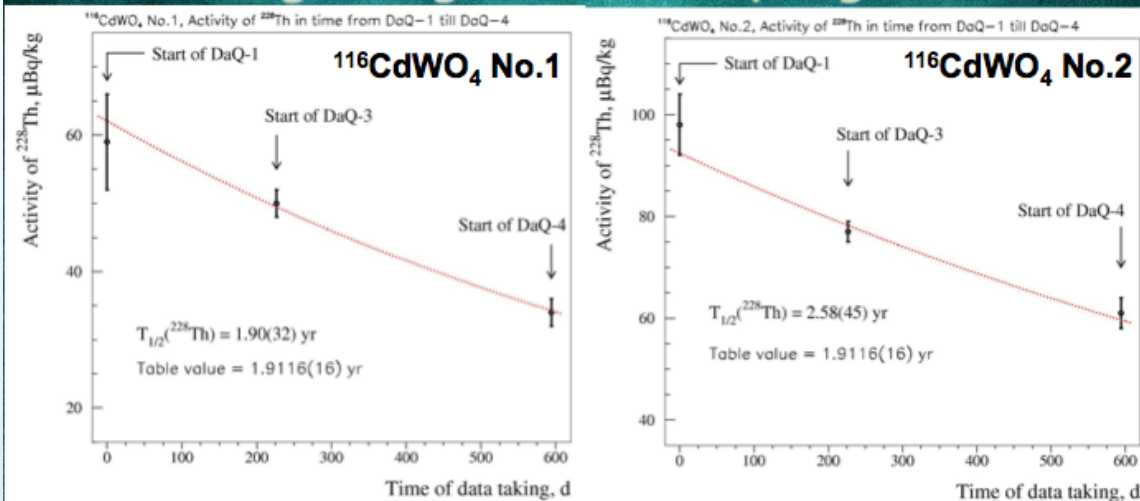 ¹¹⁶CdWO₄ No.1, Activity of ²²⁸Th in time from DaQ−1 till DaQ−4
¹¹⁶CdWO₄ No.1
Start of DaQ-1
Start of DaQ-3
Start of DaQ-4
Activity of ²²⁸Th, μBq/kg
60
40
20
T₁/₂(²²⁸Th) = 1.90(32) yr
Table value = 1.9116(16) yr
0 100 200 300 400 500 600
Time of data taking, d
¹¹⁶CdWO₄ No.2, Activity of ²²⁸Th in time from DaQ−1 till DaQ−4
¹¹⁶CdWO₄ No.2
Start of DaQ-1
Start of DaQ-3
Start of DaQ-4
Activity of ²²⁸Th, μBq/kg
100
80
60
40
T₁/₂(²²⁸Th) = 2.58(45) yr
Table value = 1.9116(16) yr
0 100 200 300 400 500 600
Time of data taking, d